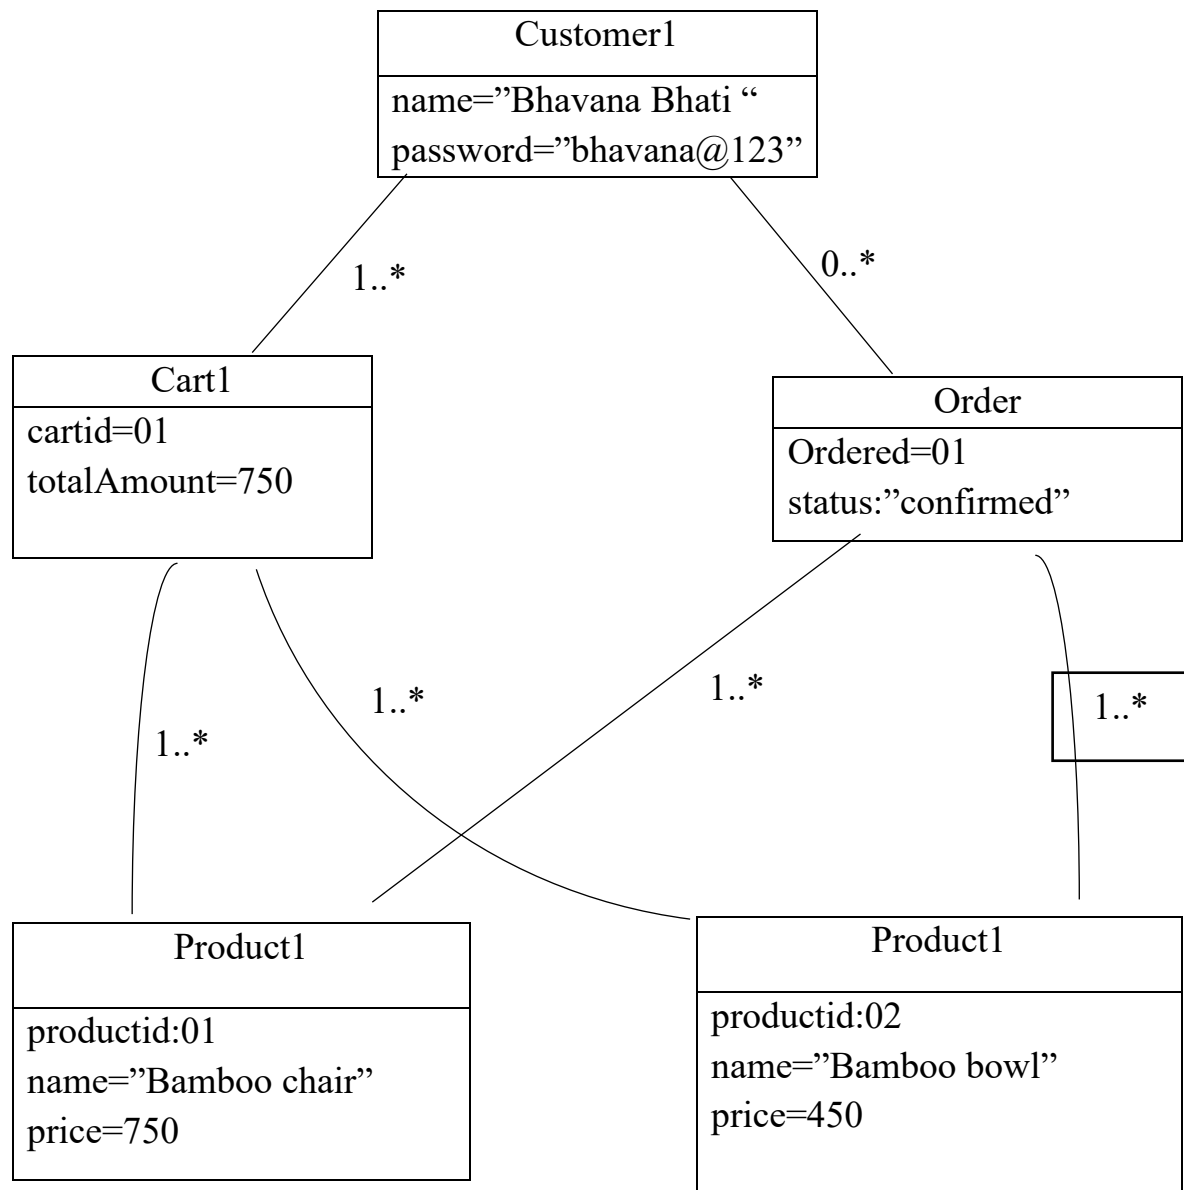 Customer1
name=”Bhavana Bhati “
password=”bhavana@123”
1..*
0..*
Cart1
cartid=01
totalAmount=750
Order
Ordered=01
status:”confirmed”
1..*
1..*
1..*
1..*
Product1
productid:01
name=”Bamboo chair”
price=750
Product1
productid:02
name=”Bamboo bowl”
price=450